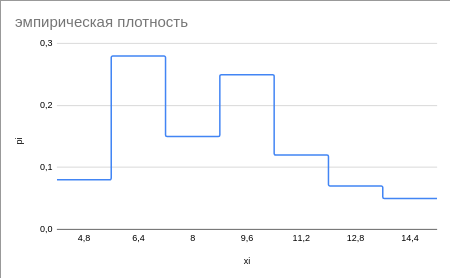 эмпирическая плотность
0,3
0,2
0,1
0,0
pi
4,8 6,4 8 9,6 11,2 12,8 14,4
xi